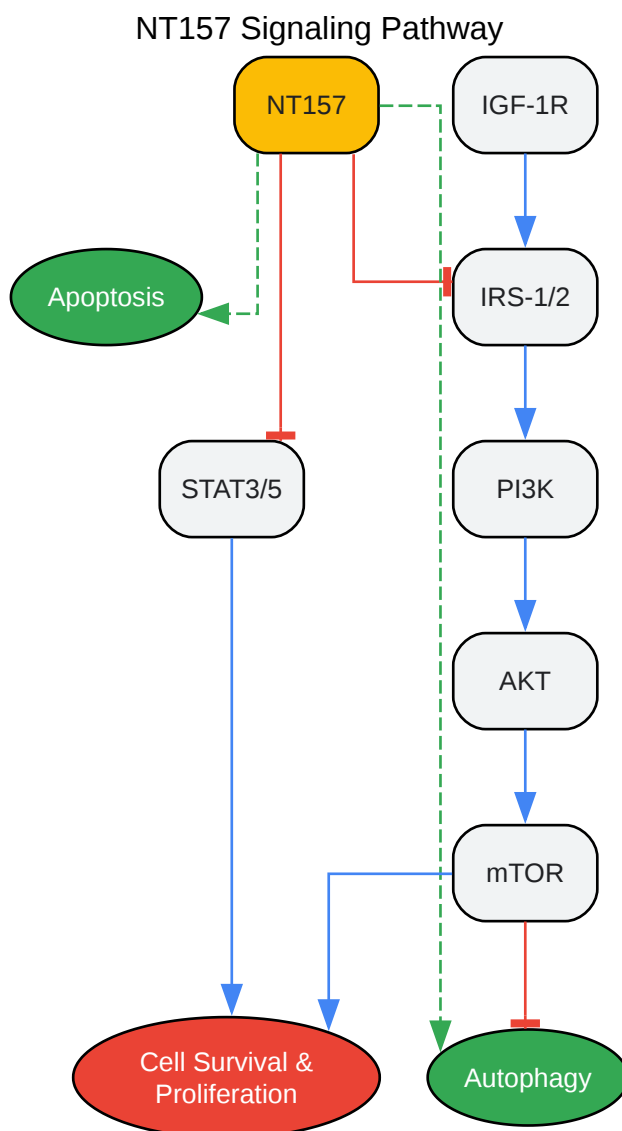 NT157 Signaling Pathway
NT157
IGF-1R
Apoptosis
IRS-1/2
STAT3/5
PI3K
AKT
mTOR
Cell Survival &
Proliferation
Autophagy